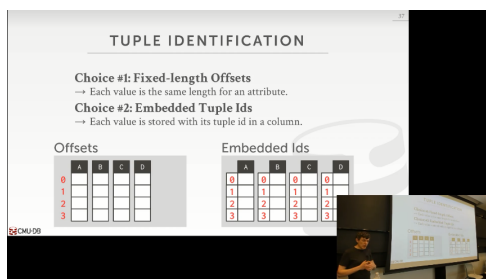 37
TUPLE IDENTIFICATION
Choice #1: Fixed-length Offsets
→ Each value is the same length for an attribute.
Choice #2: Embedded Tuple Ids
→ Each value is stored with its tuple id in a column.
Offsets
A B C D
0
1
2
3
Embedded Ids
A B C D
0 0 0 0
1 1 1 1
2 2 2 2
3 3 3 3
CMU·DB
TUPLE IDENTIFICATION